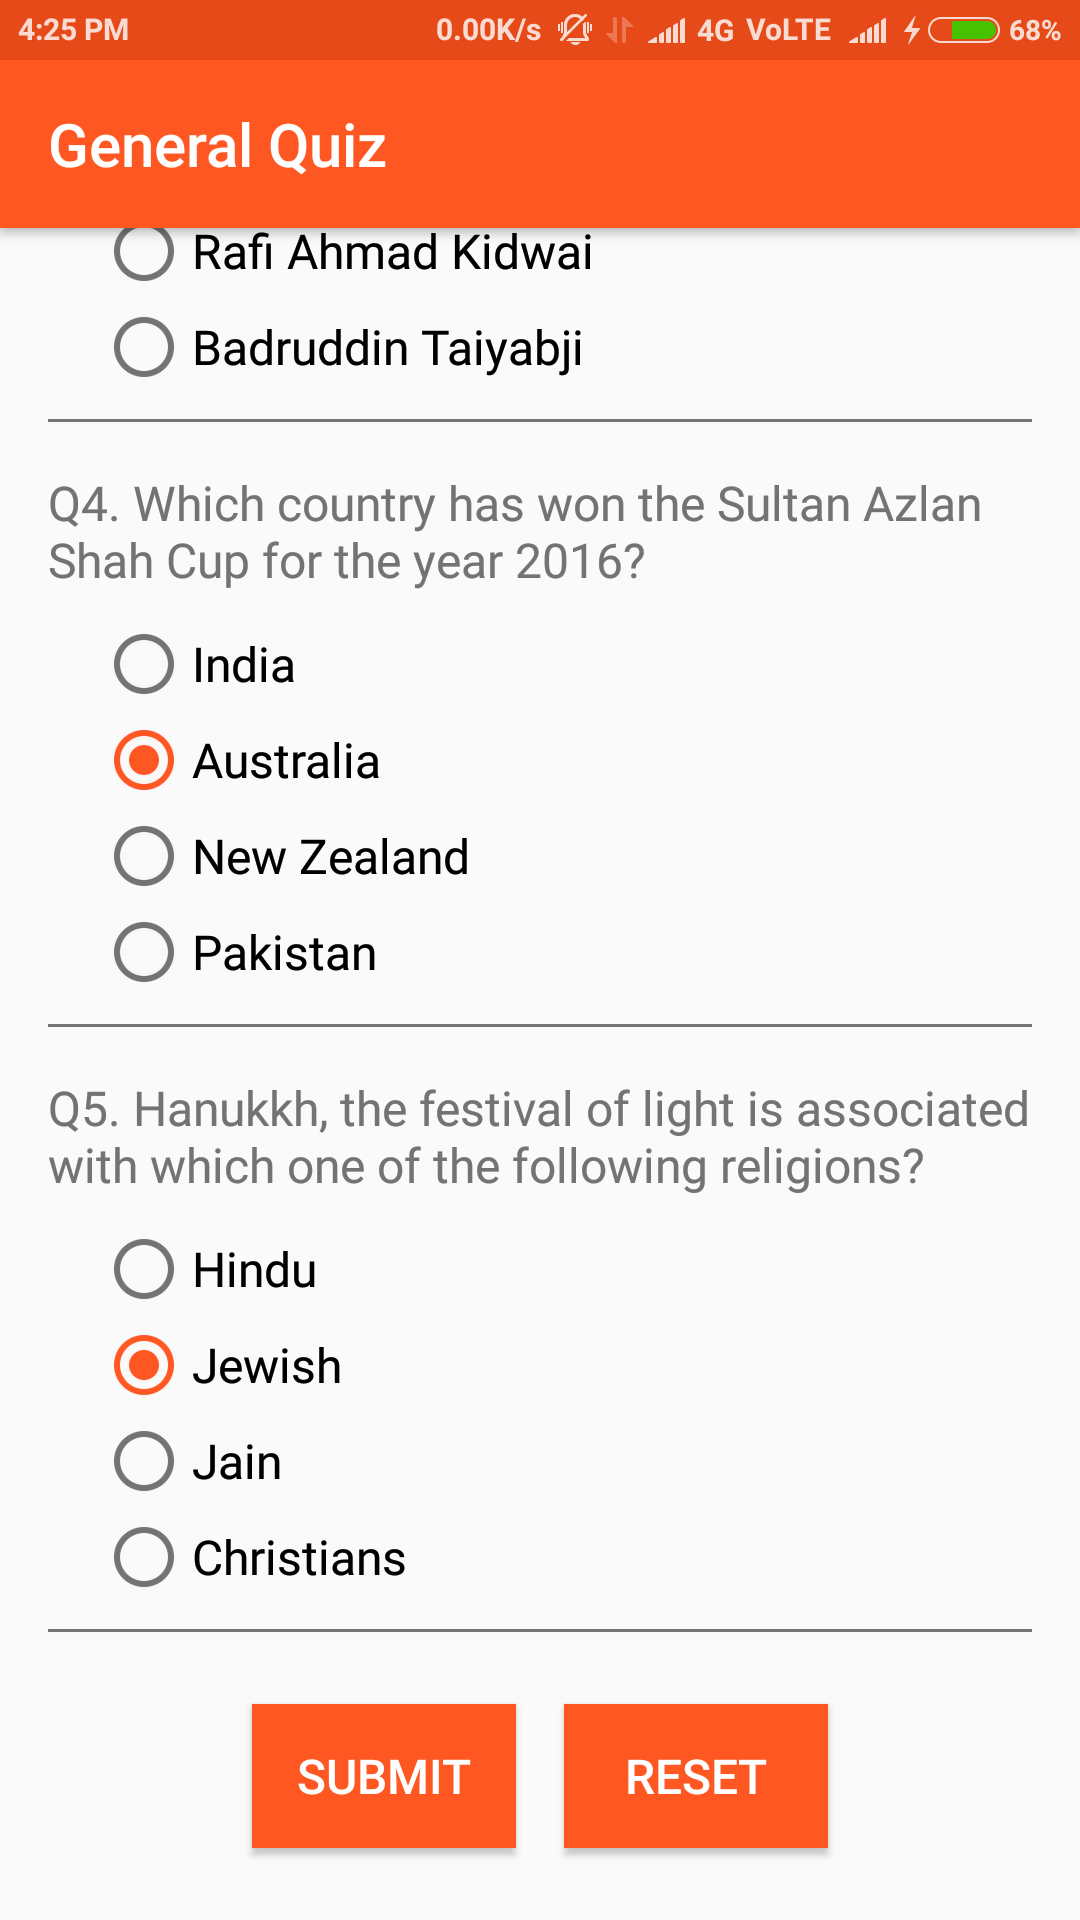 4:25 PM 0.00K/s 4G VoLTE 68%
General Quiz
Rafi Ahmad Kidwai
Badruddin Taiyabji
Q4. Which country has won the Sultan Azlan
Shah Cup for the year 2016?
India
Australia
New Zealand
Pakistan
Q5. Hanukkh, the festival of light is associated
with which one of the following religions?
Hindu
Jewish
Jain
Christians
SUBMIT RESET